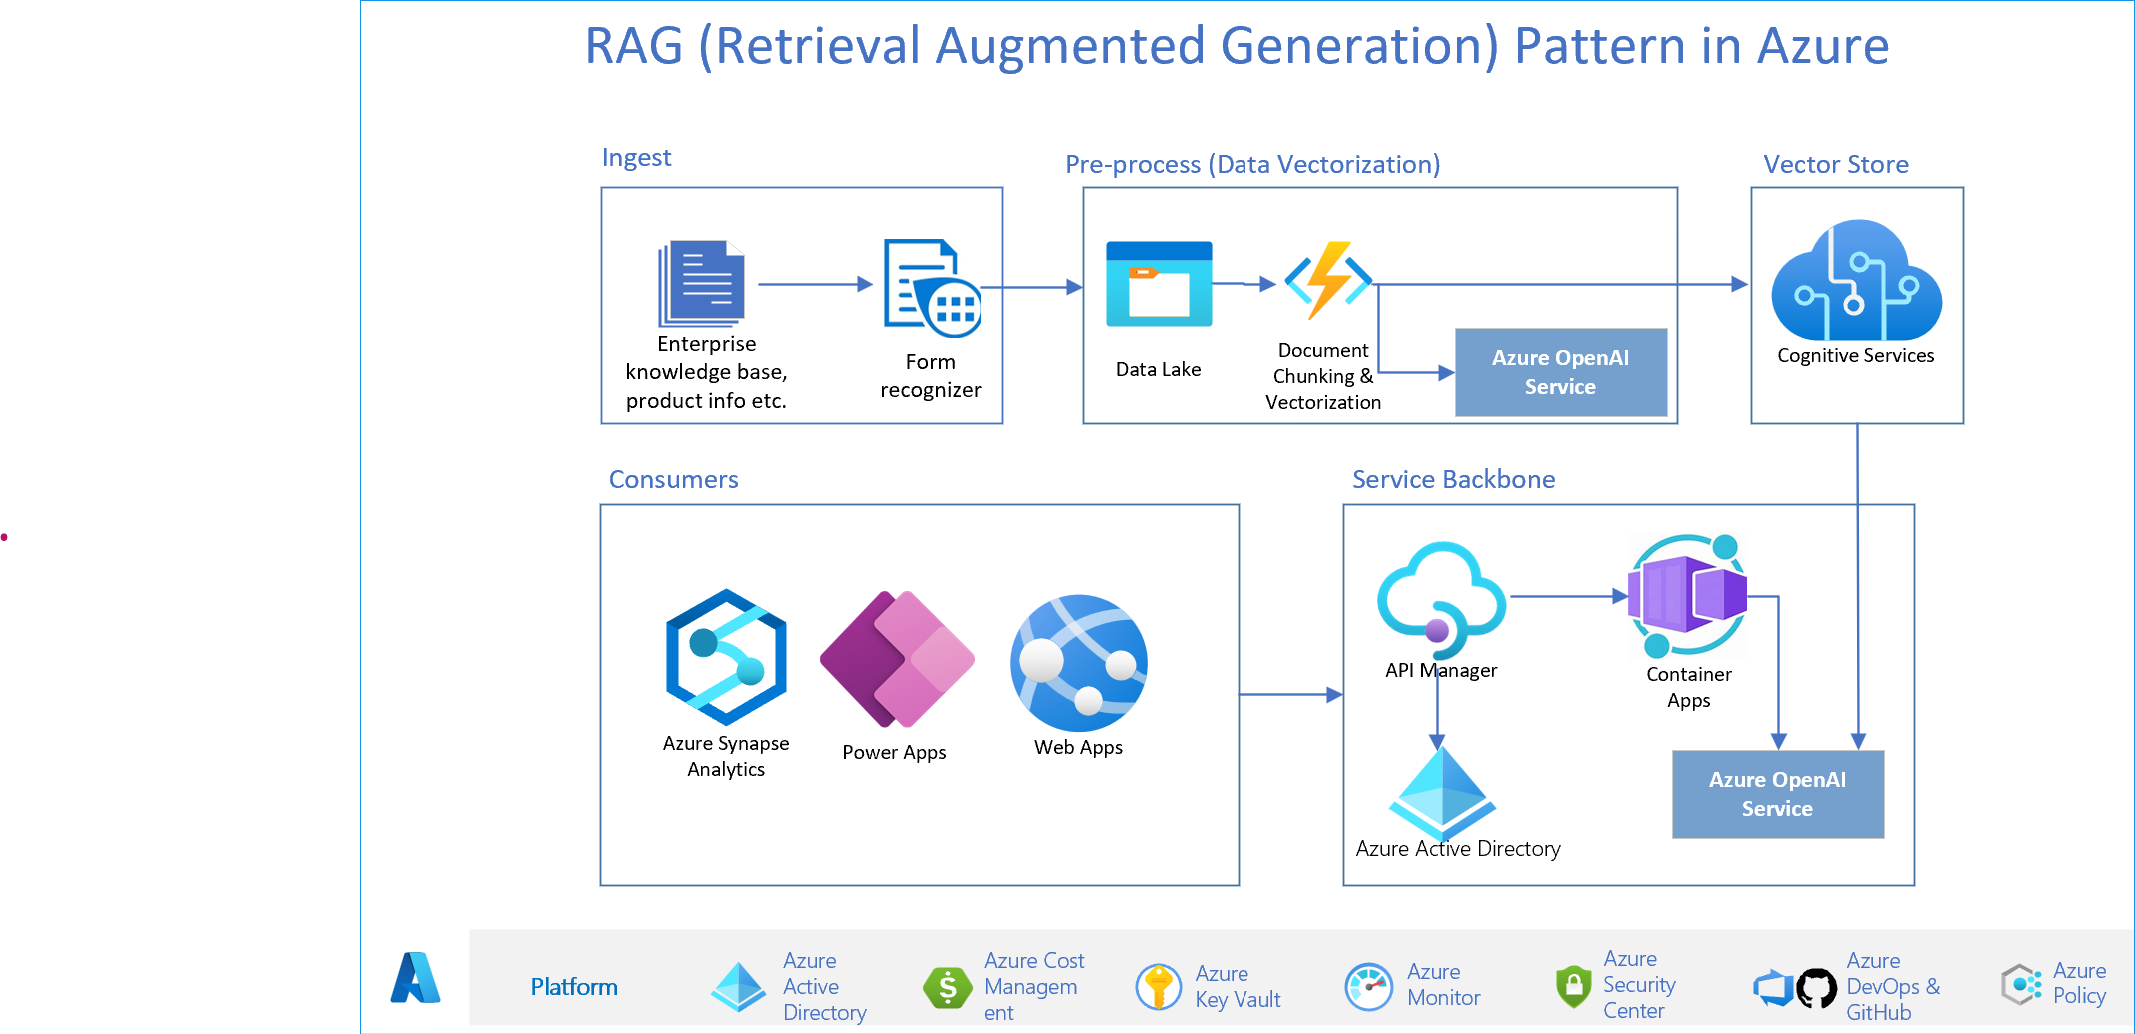 RAG (Retrieval Augmented Generation) Pattern in Azure
Ingest
Pre-process (Data Vectorization)
Vector Store
Enterprise
knowledge base,
product info etc.
Form
recognizer
Data Lake
Document
Chunking &
Vectorization
Azure OpenAI
Service
Cognitive Services
Consumers
Service Backbone
Azure Synapse
Analytics
Power Apps
Web Apps
API Manager
Container
Apps
Azure Active Directory
Azure OpenAI
Service
Platform
Azure
Active
Directory
Azure Cost
Managem
ent
Azure
Key Vault
Azure
Monitor
Azure
Security
Center
Azure
DevOps &
GitHub
Azure
Policy